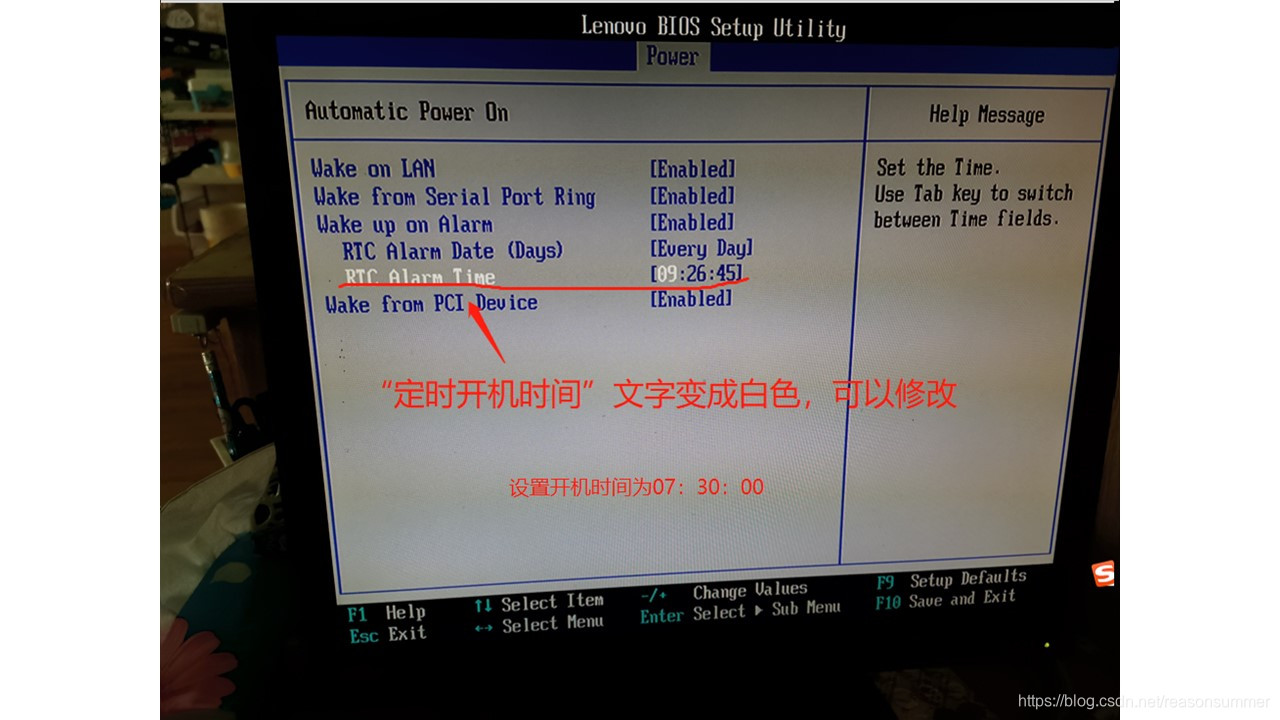 Lenovo BIOS Setup Utility
Power
Automatic Power On
Help Message
Wake on LAN [Enabled]
Wake from Serial Port Ring [Enabled]
Wake up on Alarm [Enabled]
RTC Alarm Date (Days) [Every Day]
RTC Alarm Time [09:26:45]
Wake from PCI Device [Enabled]
Set the Time.
Use Tab key to switch
between Time fields.
“定时开机时间”文字变成白色，可以修改
设置开机时间为07：30：00
F1 Help ↑↓ Select Item -/+ Change Values F9 Setup Defaults
Esc Exit ←→ Select Menu Enter Select ▶ Sub Menu F10 Save and Exit
S
https://blog.csdn.net/reasonsummer